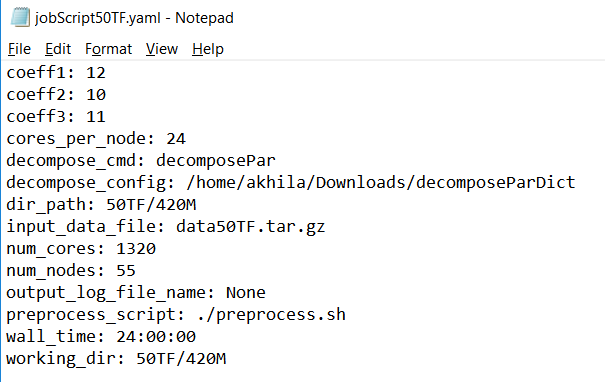 jobScript50TF.yaml - Notepad
File Edit Format View Help
coeff1: 12
coeff2: 10
coeff3: 11
cores_per_node: 24
decompose_cmd: decomposePar
decompose_config: /home/akhila/Downloads/decomposeParDict
dir_path: 50TF/420M
input_data_file: data50TF.tar.gz
num_cores: 1320
num_nodes: 55
output_log_file_name: None
preprocess_script: ./preprocess.sh
wall_time: 24:00:00
working_dir: 50TF/420M